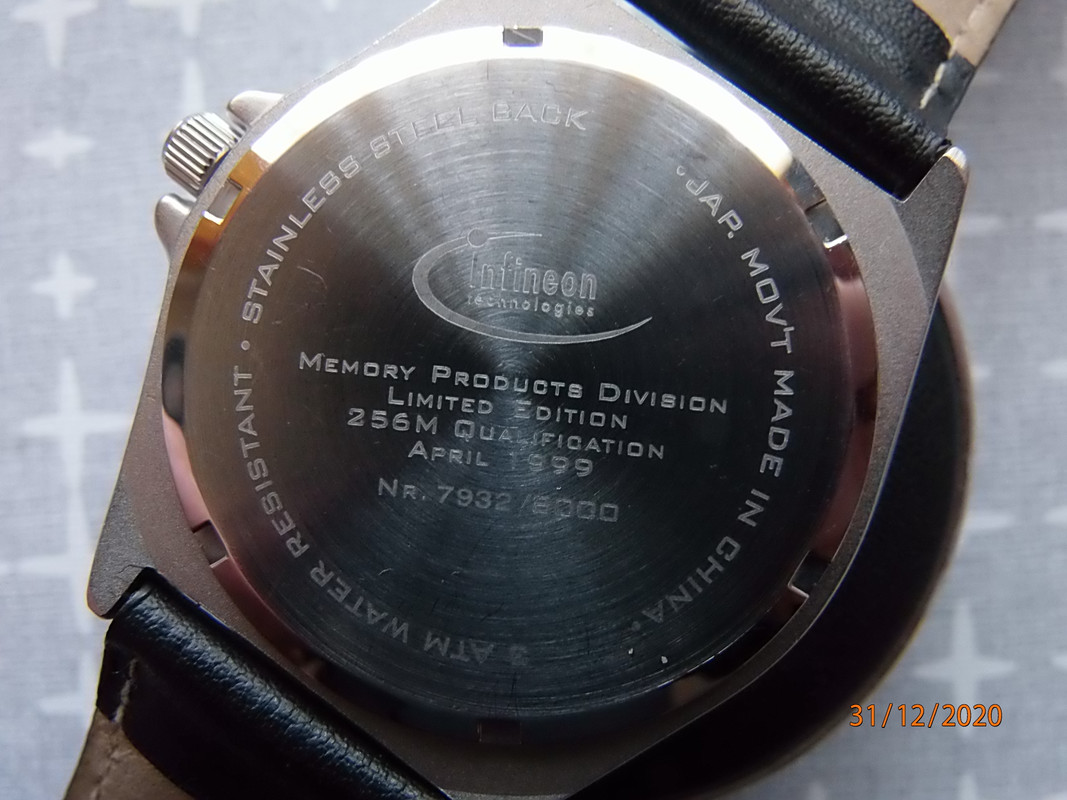 3 ATM WATER RESISTANT · STAINLESS STEEL BACK
·JAP. MOV'T MADE IN CHINA·
infineon
technologies
MEMORY PRODUCTS DIVISION
LIMITED EDITION
256M QUALIFICATION
APRIL 1999
NR. 7932/8000
31/12/2020